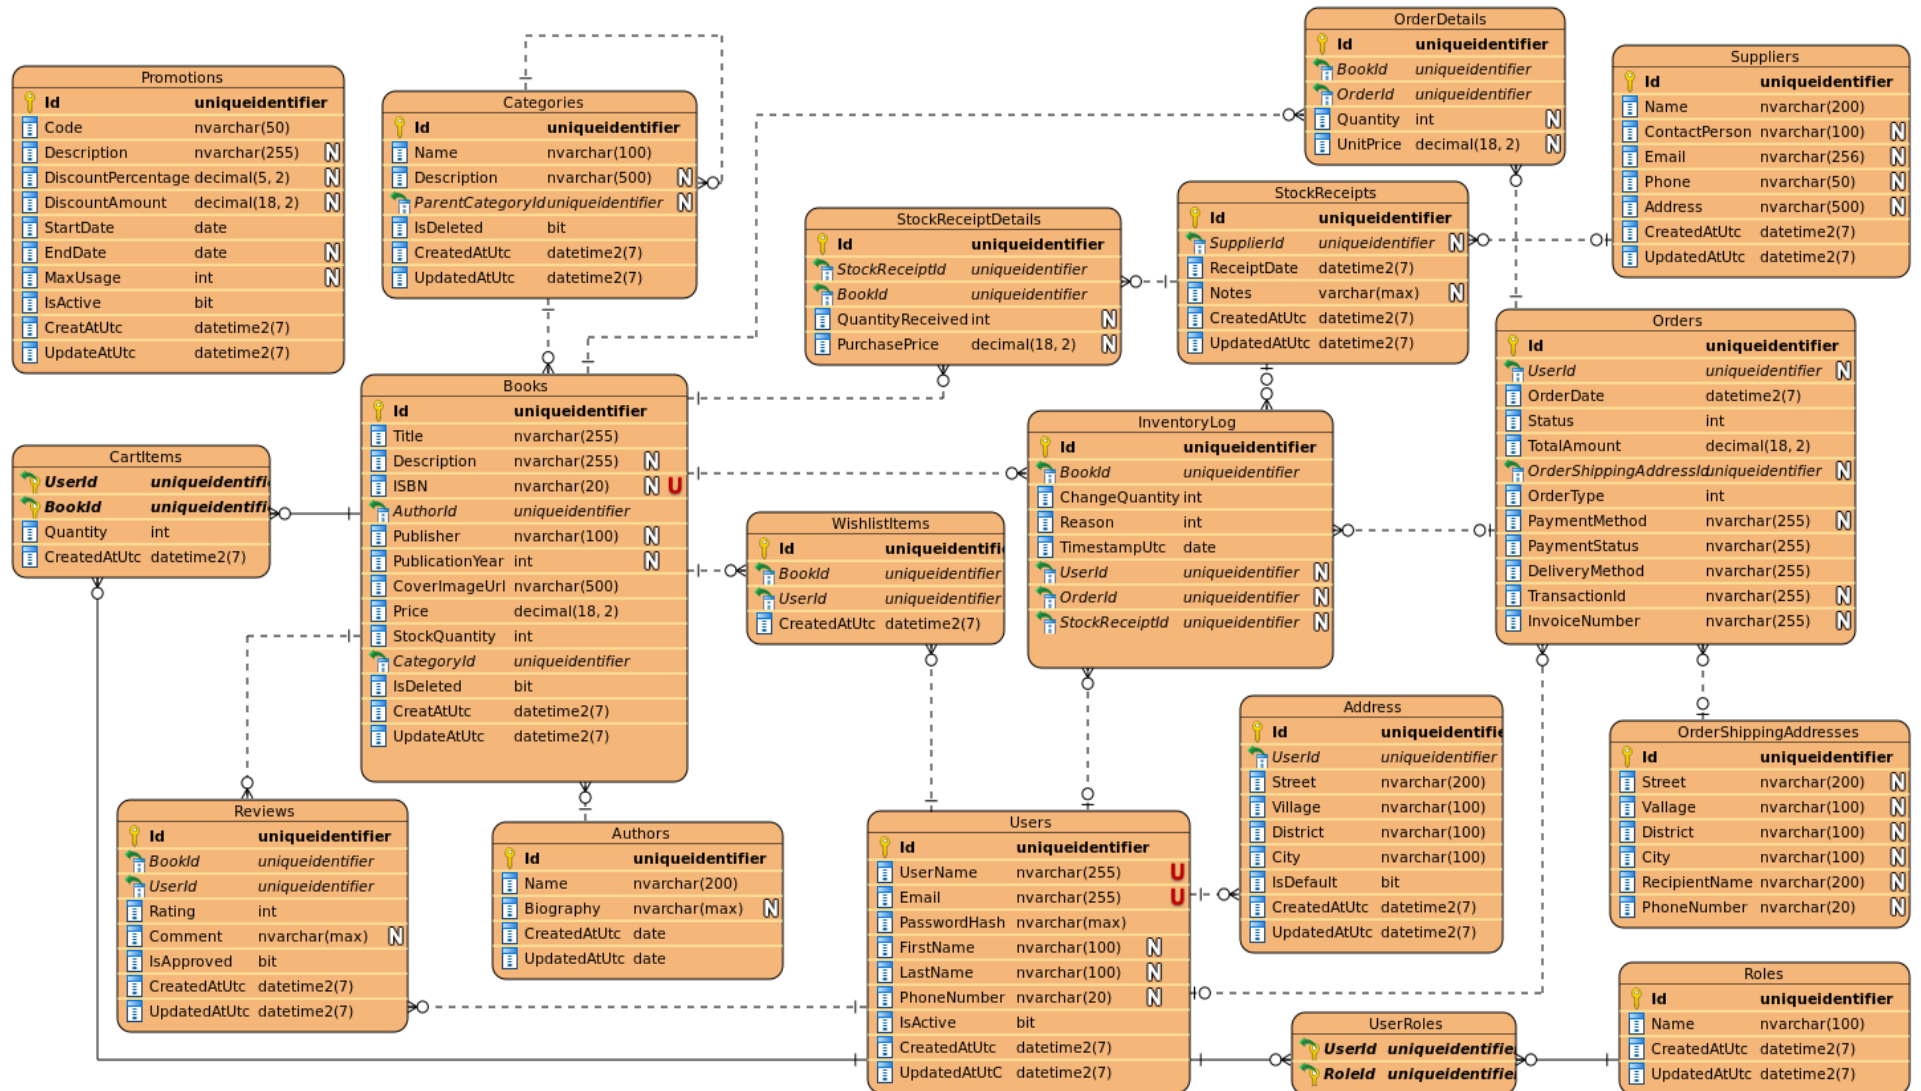 Promotions
Id uniqueidentifier
Code nvarchar(50)
Description nvarchar(255) N
DiscountPercentage decimal(5, 2) N
DiscountAmount decimal(18, 2) N
StartDate date
EndDate date N
MaxUsage int N
IsActive bit
CreatAtUtc datetime2(7)
UpdateAtUtc datetime2(7)
Categories
Id uniqueidentifier
Name nvarchar(100)
Description nvarchar(500) N
ParentCategoryId uniqueidentifier N
IsDeleted bit
CreatedAtUtc datetime2(7)
UpdatedAtUtc datetime2(7)
OrderDetails
Id uniqueidentifier
BookId uniqueidentifier
OrderId uniqueidentifier
Quantity int N
UnitPrice decimal(18, 2) N
Suppliers
Id uniqueidentifier
Name nvarchar(200)
ContactPerson nvarchar(100) N
Email nvarchar(256) N
Phone nvarchar(50) N
Address nvarchar(500) N
CreatedAtUtc datetime2(7)
UpdatedAtUtc datetime2(7)
StockReceiptDetails
Id uniqueidentifier
StockReceiptId uniqueidentifier
BookId uniqueidentifier
QuantityReceived int N
PurchasePrice decimal(18, 2) N
StockReceipts
Id uniqueidentifier
SupplierId uniqueidentifier N
ReceiptDate datetime2(7)
Notes varchar(max) N
CreatedAtUtc datetime2(7)
UpdatedAtUtc datetime2(7)
Orders
Id uniqueidentifier
UserId uniqueidentifier N
OrderDate datetime2(7)
Status int
TotalAmount decimal(18, 2)
OrderShippingAddressId uniqueidentifier N
OrderType int
PaymentMethod nvarchar(255) N
PaymentStatus nvarchar(255)
DeliveryMethod nvarchar(255)
TransactionId nvarchar(255) N
InvoiceNumber nvarchar(255) N
Books
Id uniqueidentifier
Title nvarchar(255)
Description nvarchar(255) N
ISBN nvarchar(20) N U
AuthorId uniqueidentifier
Publisher nvarchar(100) N
PublicationYear int N
CoverImageUrl nvarchar(500)
Price decimal(18, 2)
StockQuantity int
CategoryId uniqueidentifier
IsDeleted bit
CreatAtUtc datetime2(7)
UpdateAtUtc datetime2(7)
CartItems
UserId uniqueidentifi
BookId uniqueidentifi
Quantity int
CreatedAtUtc datetime2(7)
InventoryLog
Id uniqueidentifier
BookId uniqueidentifier
ChangeQuantity int
Reason int
TimestampUtc date
UserId uniqueidentifier N
OrderId uniqueidentifier N
StockReceiptId uniqueidentifier N
WishlistItems
Id uniqueidentifi
BookId uniqueidentifier
UserId uniqueidentifier
CreatedAtUtc datetime2(7)
Address
Id uniqueidentifie
UserId uniqueidentifier
Street nvarchar(200)
Village nvarchar(100)
District nvarchar(100)
City nvarchar(100)
IsDefault bit
CreatedAtUtc datetime2(7)
UpdatedAtUtc datetime2(7)
OrderShippingAddresses
Id uniqueidentifier
Street nvarchar(200) N
Vallage nvarchar(100) N
District nvarchar(100) N
City nvarchar(100) N
RecipientName nvarchar(200) N
PhoneNumber nvarchar(20) N
Reviews
Id uniqueidentifier
BookId uniqueidentifier
UserId uniqueidentifier
Rating int
Comment nvarchar(max) N
IsApproved bit
CreatedAtUtc datetime2(7)
UpdatedAtUtc datetime2(7)
Authors
Id uniqueidentifier
Name nvarchar(200)
Biography nvarchar(max) N
CreatedAtUtc date
UpdatedAtUtc date
Users
Id uniqueidentifier
UserName nvarchar(255) U
Email nvarchar(255) U
PasswordHash nvarchar(max)
FirstName nvarchar(100) N
LastName nvarchar(100) N
PhoneNumber nvarchar(20) N
IsActive bit
CreatedAtUtc datetime2(7)
UpdatedAtUtC datetime2(7)
UserRoles
UserId uniqueidentifie
RoleId uniqueidentifie
Roles
Id uniqueidentifier
Name nvarchar(100)
CreatedAtUtc datetime2(7)
UpdatedAtUtc datetime2(7)